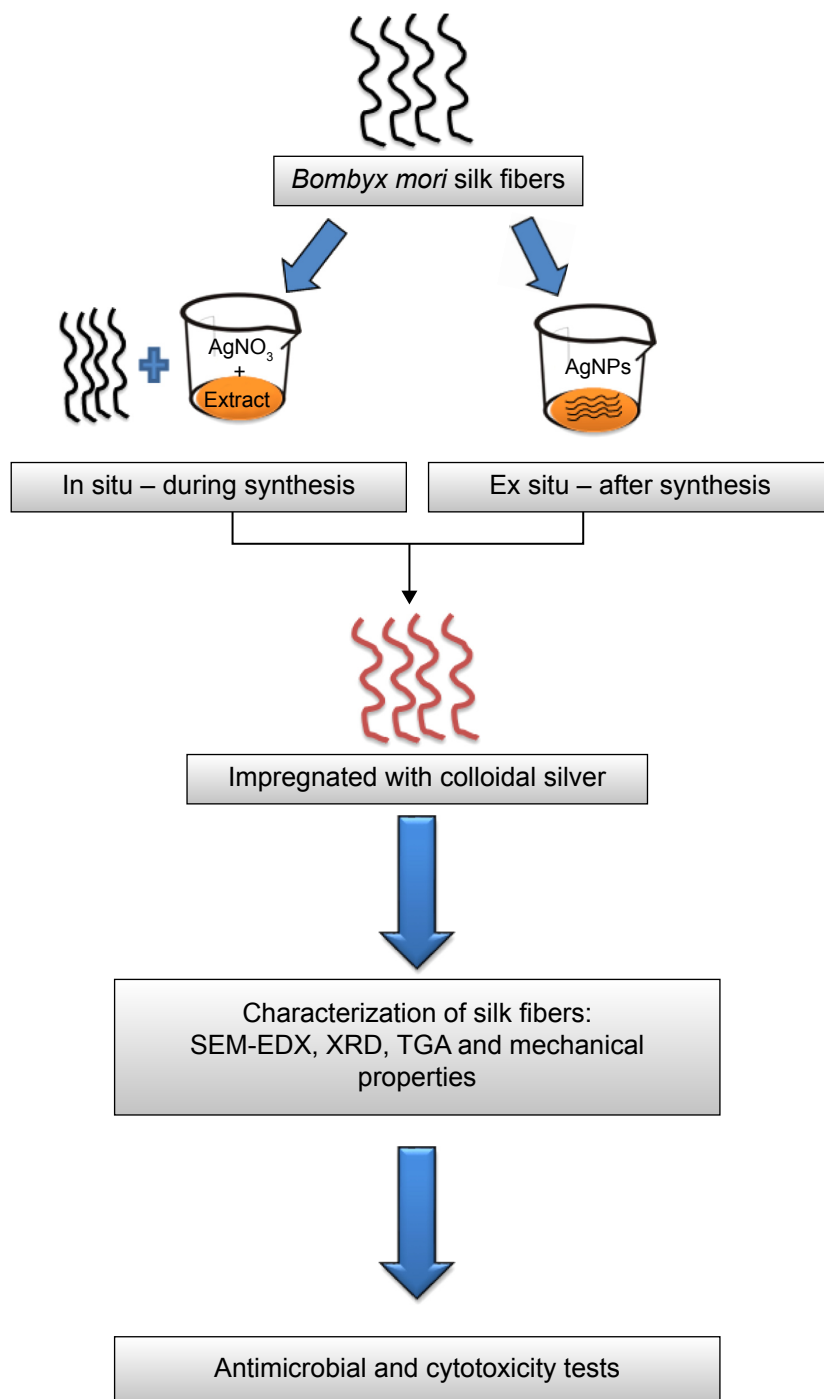 Bombyx mori silk fibers
AgNO₃
+
Extract
AgNPs
In situ – during synthesis
Ex situ – after synthesis
Impregnated with colloidal silver
Characterization of silk fibers:
SEM-EDX, XRD, TGA and mechanical
properties
Antimicrobial and cytotoxicity tests